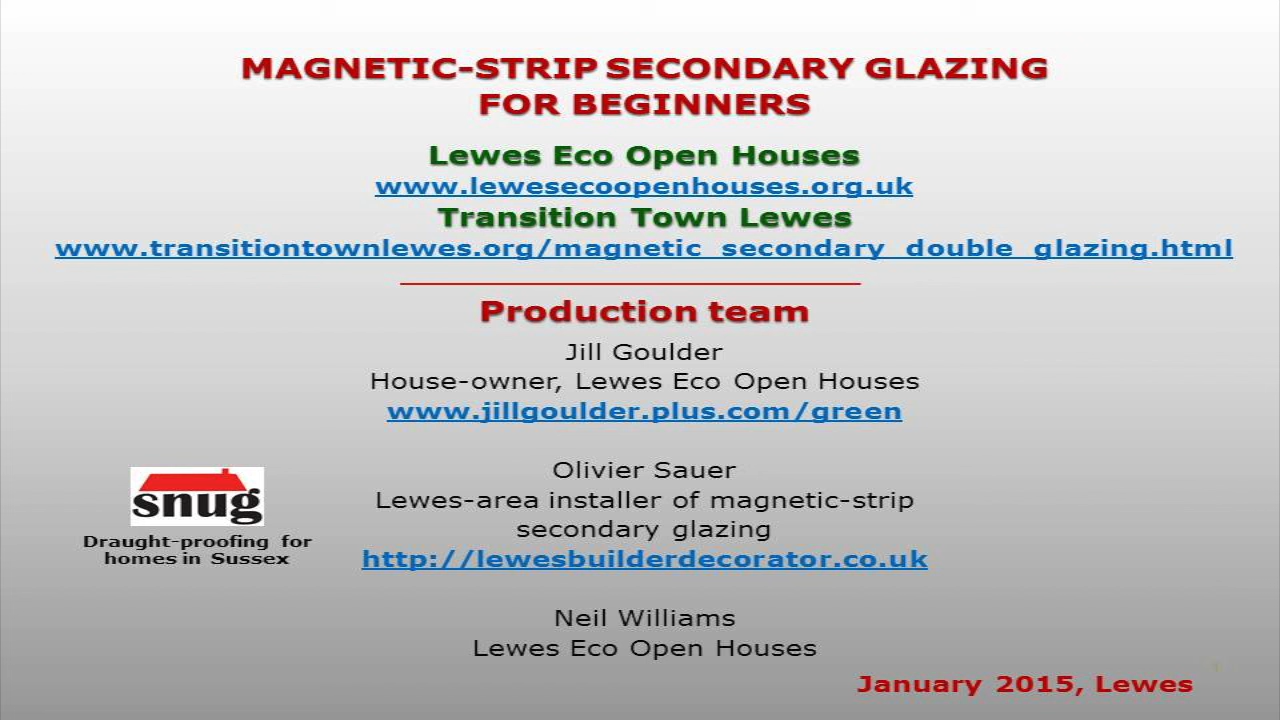 MAGNETIC-STRIP SECONDARY GLAZING
FOR BEGINNERS
Lewes Eco Open Houses
www.lewesecoopenhouses.org.uk
Transition Town Lewes
www.transitiontownlewes.org/magnetic_secondary_double_glazing.html
Production team
Jill Goulder
House-owner, Lewes Eco Open Houses
www.jillgoulder.plus.com/green
Olivier Sauer
Lewes-area installer of magnetic-strip
secondary glazing
http://lewesbuilderdecorator.co.uk
snug
Draught-proofing for
homes in Sussex
Neil Williams
Lewes Eco Open Houses
January 2015, Lewes